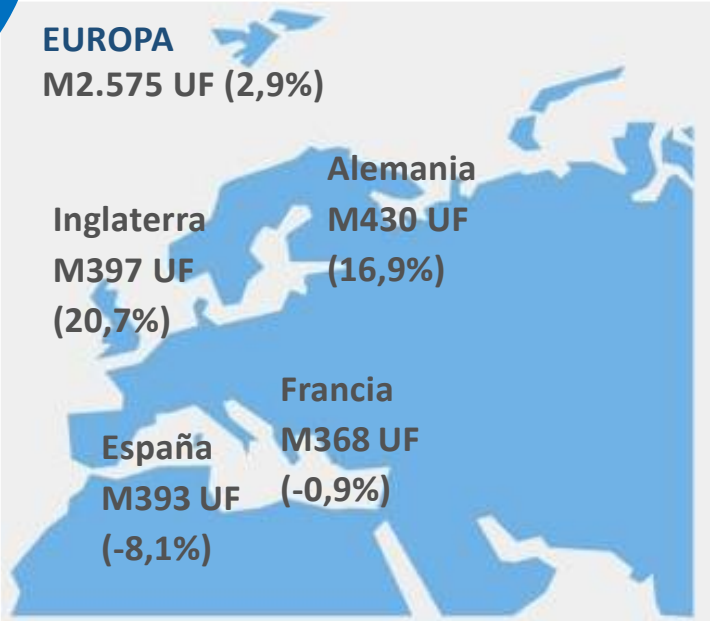 EUROPA
M2.575 UF (2,9%)
Alemania
M430 UF
(16,9%)
Inglaterra
M397 UF
(20,7%)
Francia
M368 UF
(-0,9%)
España
M393 UF
(-8,1%)